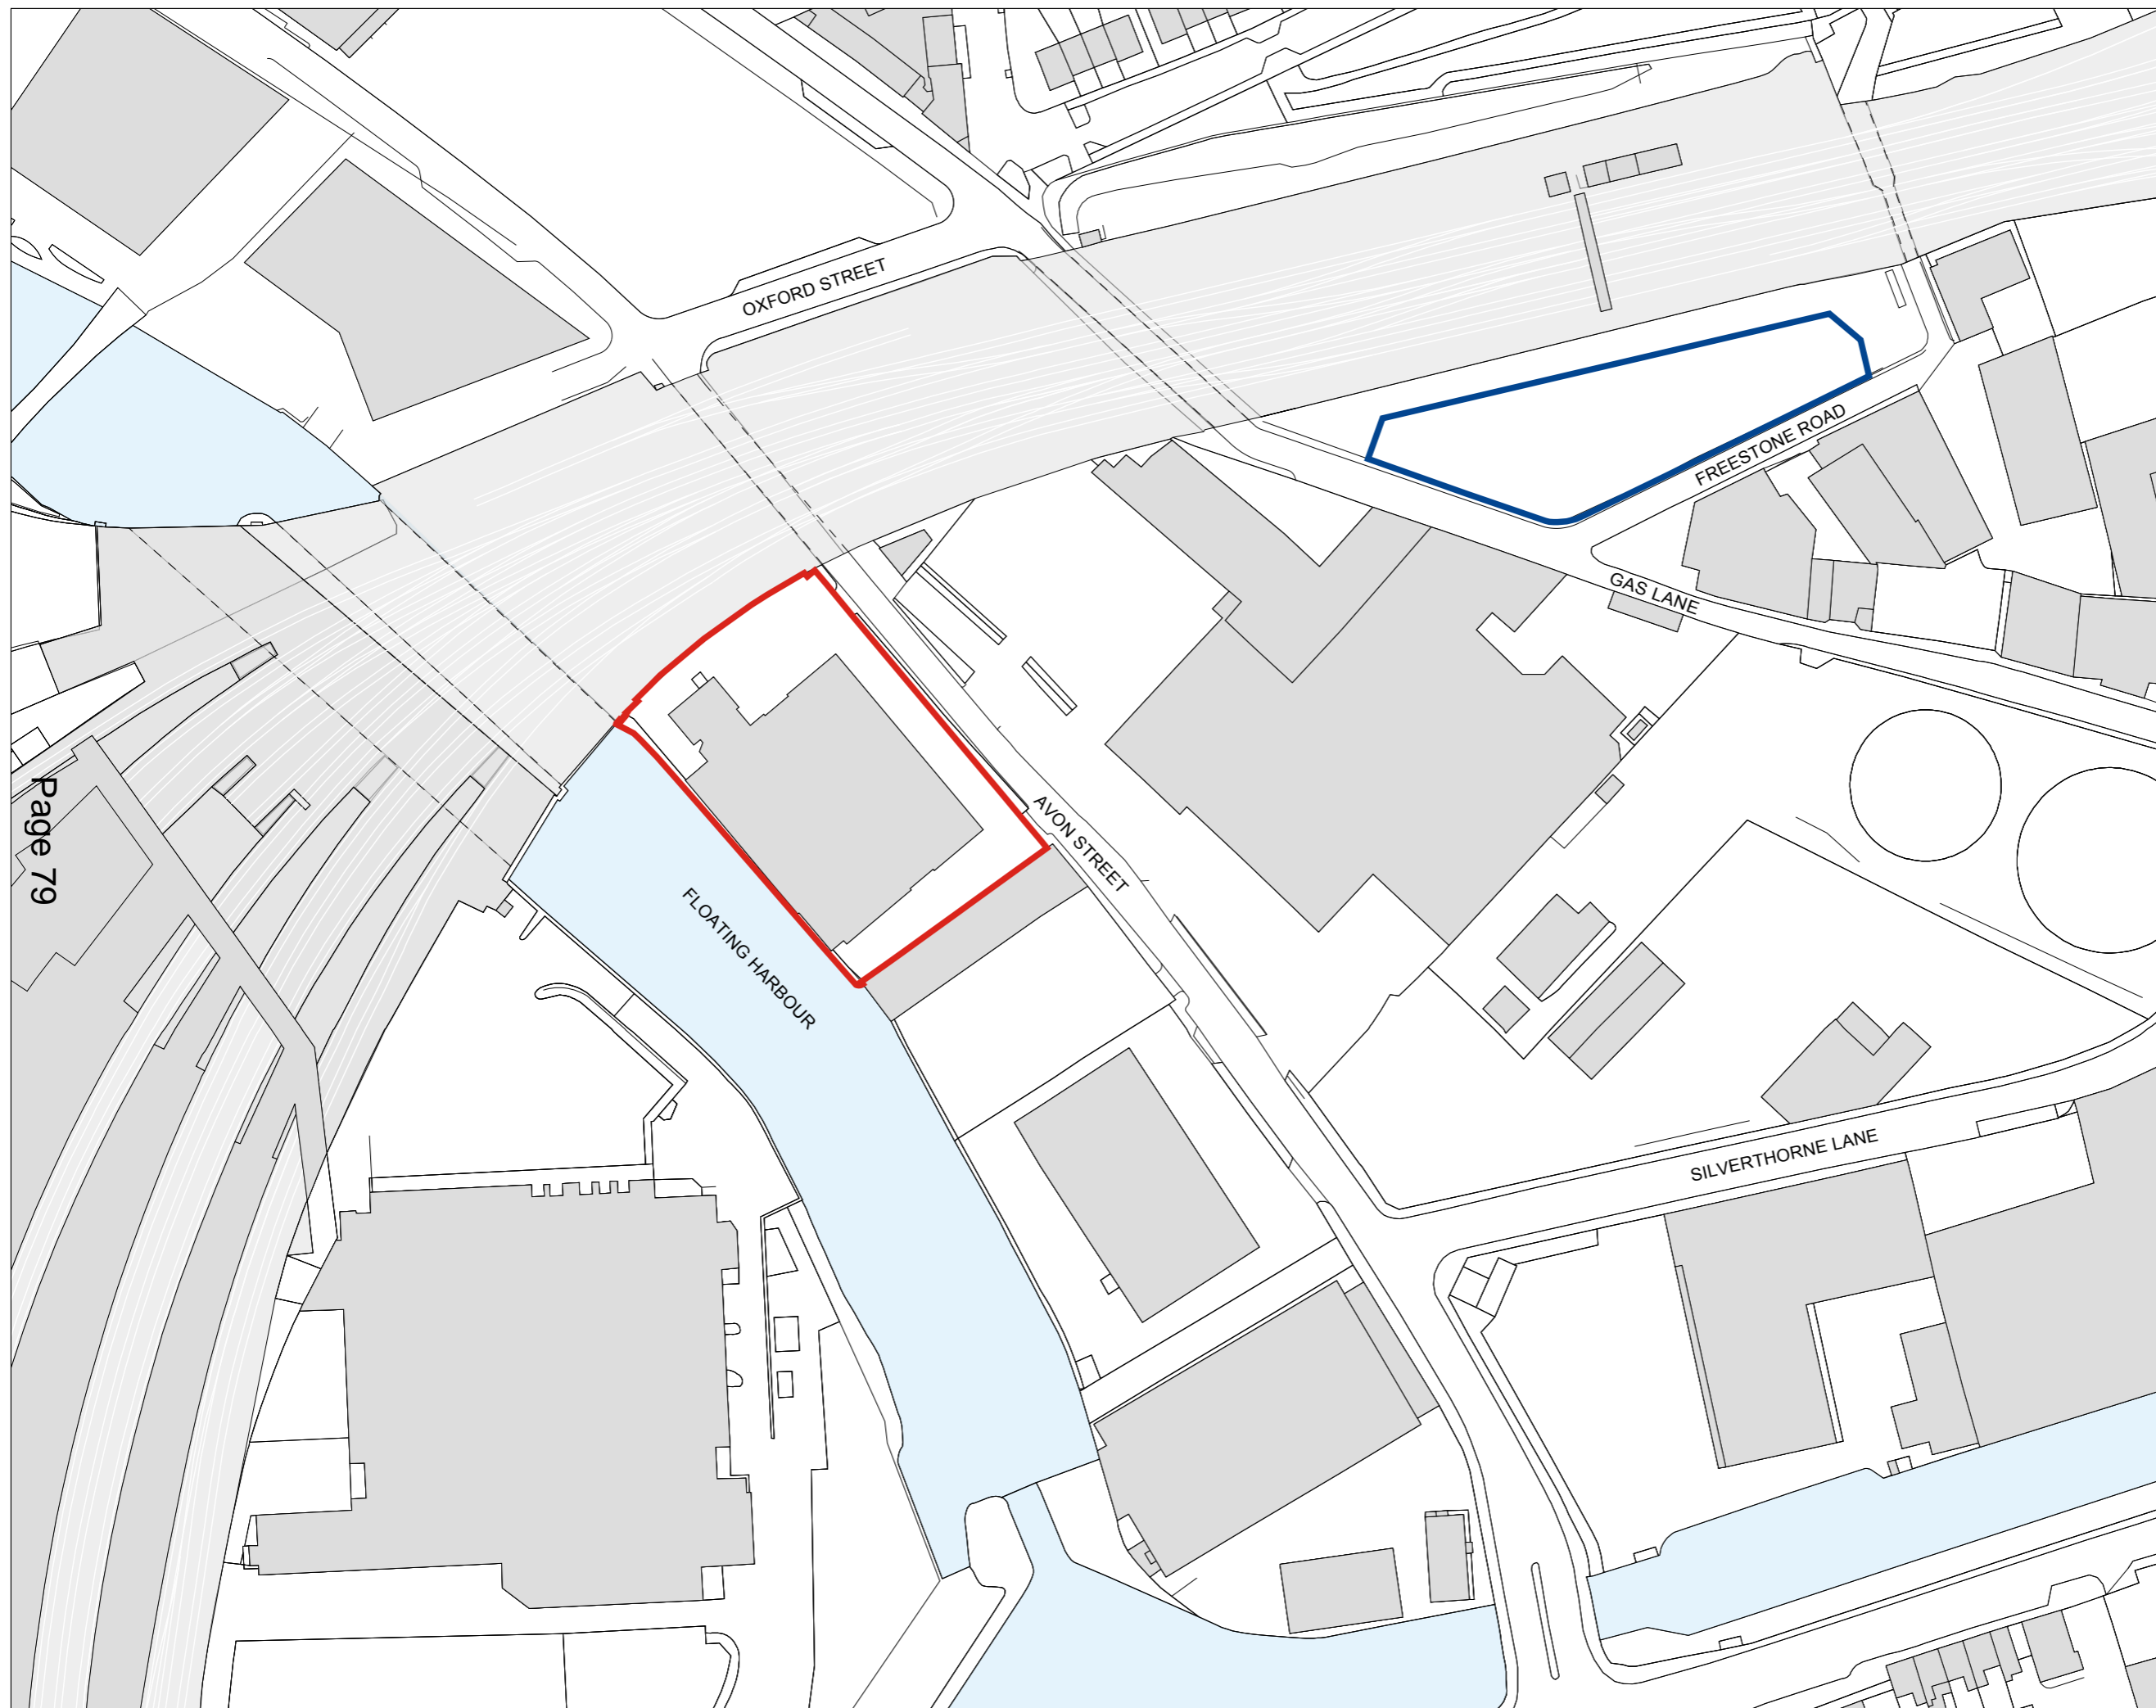 OXFORD STREET
FREESTONE ROAD
GAS LANE
Page 79
AVON STREET
FLOATING HARBOUR
SILVERTHORNE LANE